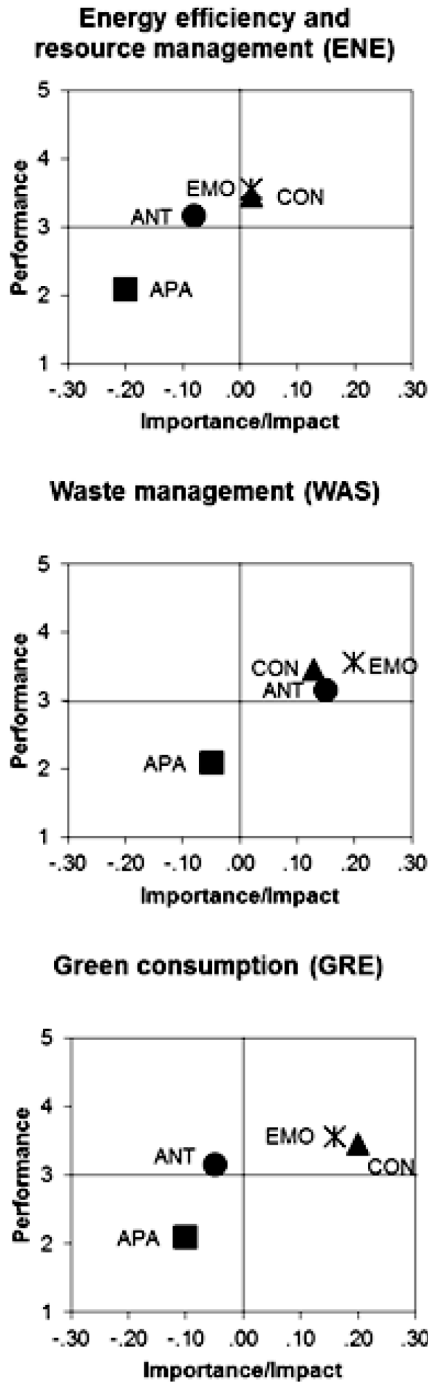 Energy efficiency and
resource management (ENE)
5
4
EMO CON
ANT
3
APA
2
1
Performance
-.30 -.20 -.10 .00 .10 .20 .30
Importance/Impact
Waste management (WAS)
5
4
CON EMO
ANT
3
APA
2
1
Performance
-.30 -.20 -.10 .00 .10 .20 .30
Importance/Impact
Green consumption (GRE)
5
4
EMO
ANT CON
3
APA
2
1
Performance
-.30 -.20 -.10 .00 .10 .20 .30
Importance/Impact